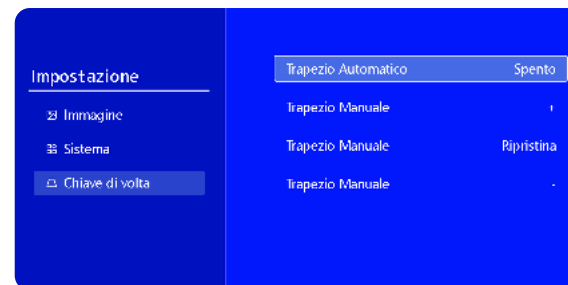 Impostazione
Immagine
Sistema
Chiave di volta
Trapezio Automatico Spento
Trapezio Manuale +
Trapezio Manuale Ripristina
Trapezio Manuale -